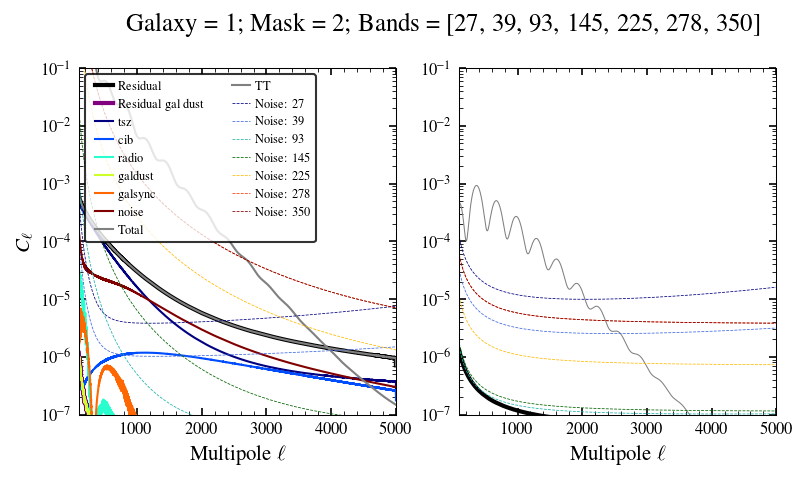 Galaxy = 1; Mask = 2; Bands = [27, 39, 93, 145, 225, 278, 350]
10⁻¹
10⁻²
10⁻³
10⁻⁴
10⁻⁵
10⁻⁶
10⁻⁷
C_ℓ
Residual
Residual gal dust
tsz
cib
radio
galdust
galsync
noise
Total
TT
Noise: 27
Noise: 39
Noise: 93
Noise: 145
Noise: 225
Noise: 278
Noise: 350
1000 2000 3000 4000 5000
Multipole ℓ
10⁻¹
10⁻²
10⁻³
10⁻⁴
10⁻⁵
10⁻⁶
10⁻⁷
1000 2000 3000 4000 5000
Multipole ℓ